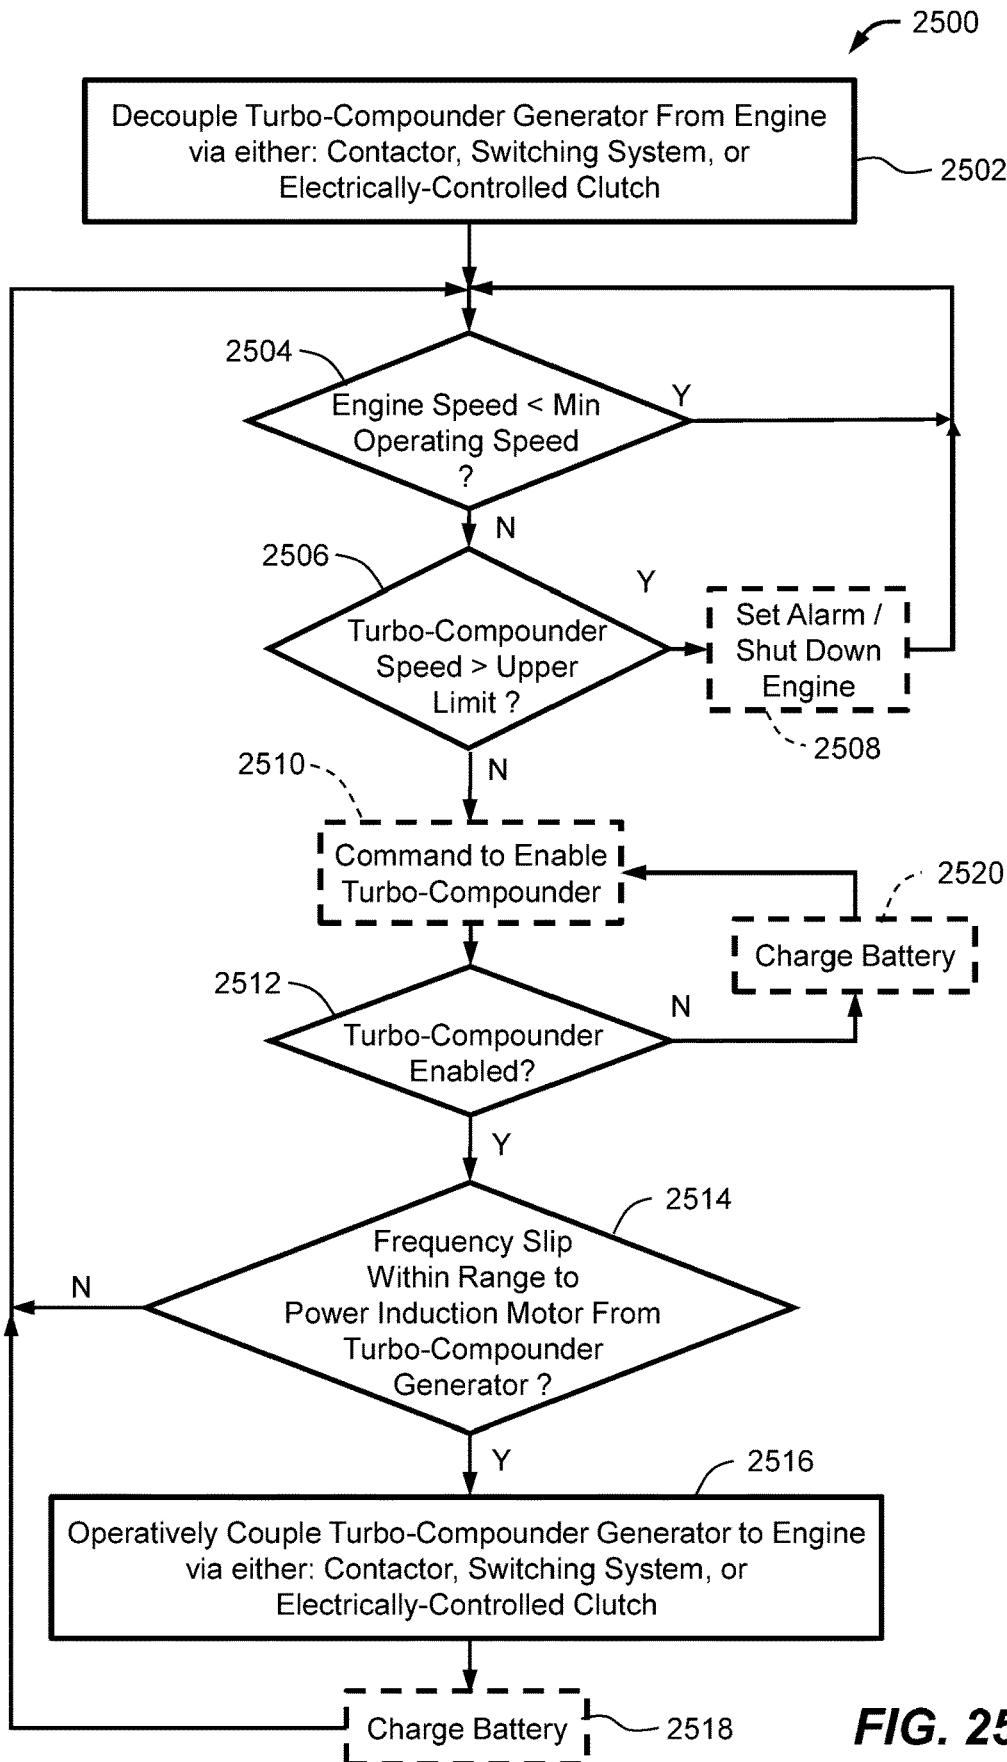 2500
Decouple Turbo-Compounder Generator From Engine
via either: Contactor, Switching System, or
Electrically-Controlled Clutch
2502
2504
Engine Speed < Min
Operating Speed
?
Y
N
2506
Turbo-Compounder
Speed > Upper
Limit ?
Y
Set Alarm /
Shut Down
Engine
2508
N
2510
Command to Enable
Turbo-Compounder
2520
Charge Battery
2512
Turbo-Compounder
Enabled?
N
Y
2514
Frequency Slip
Within Range to
Power Induction Motor From
Turbo-Compounder
Generator ?
N
Y
2516
Operatively Couple Turbo-Compounder Generator to Engine
via either: Contactor, Switching System, or
Electrically-Controlled Clutch
Charge Battery
2518
FIG. 25